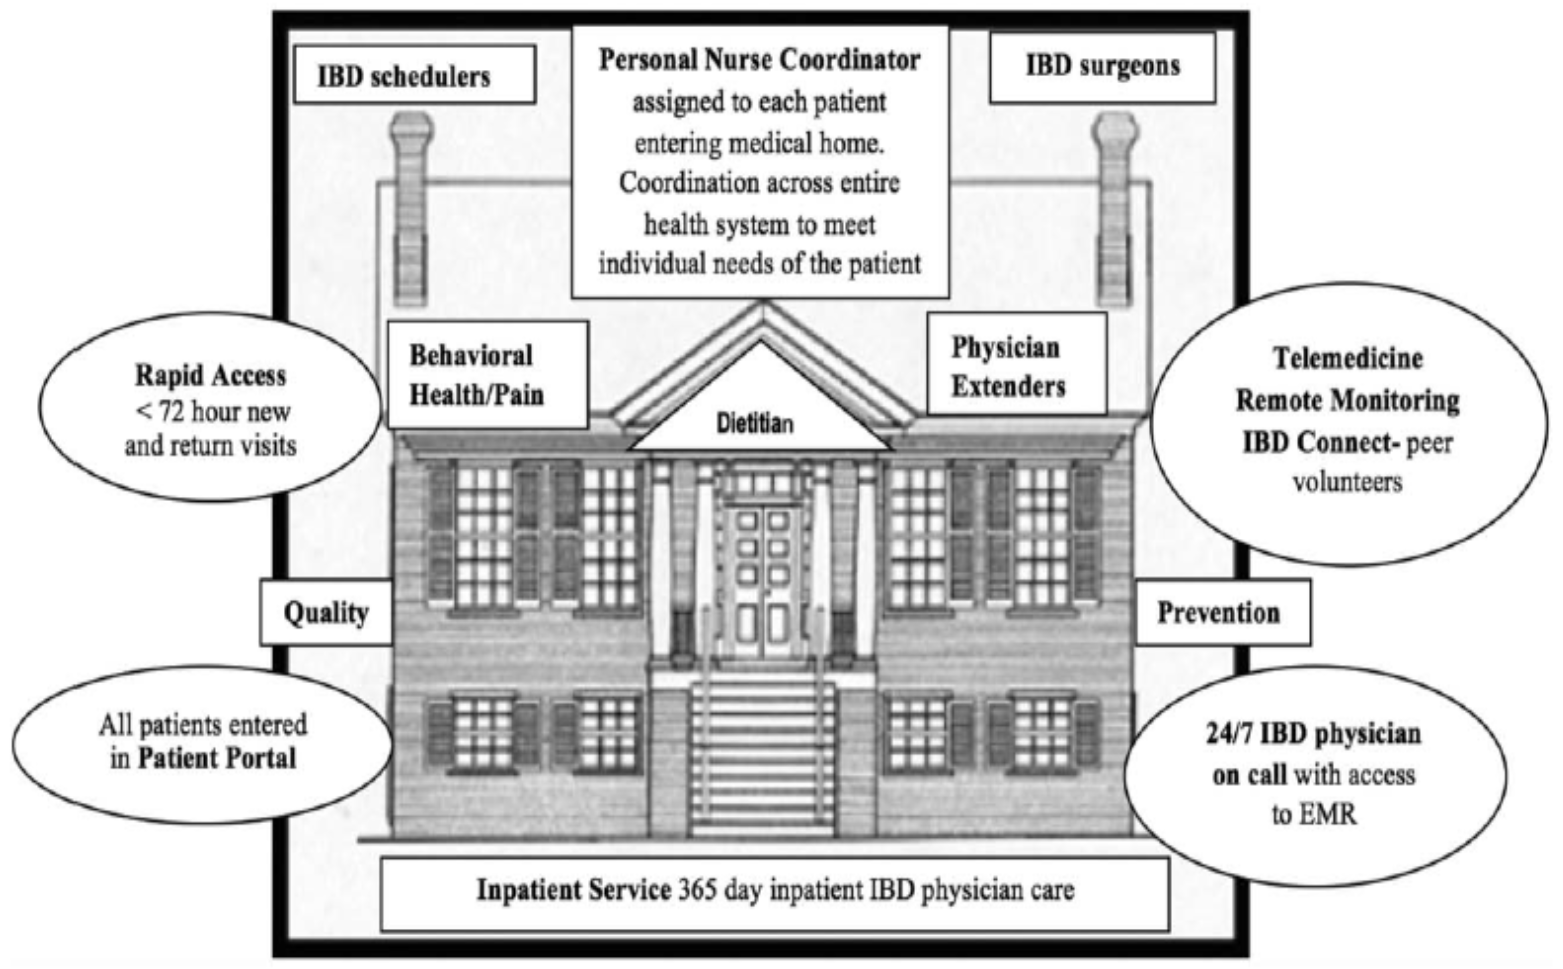 IBD schedulers
Personal Nurse Coordinator
assigned to each patient
entering medical home.
Coordination across entire
health system to meet
individual needs of the patient
IBD surgeons
Rapid Access
< 72 hour new
and return visits
Behavioral
Health/Pain
Dietitian
Physician
Extenders
Telemedicine
Remote Monitoring
IBD Connect- peer
volunteers
Quality
Prevention
All patients entered
in Patient Portal
24/7 IBD physician
on call with access
to EMR
Inpatient Service 365 day inpatient IBD physician care